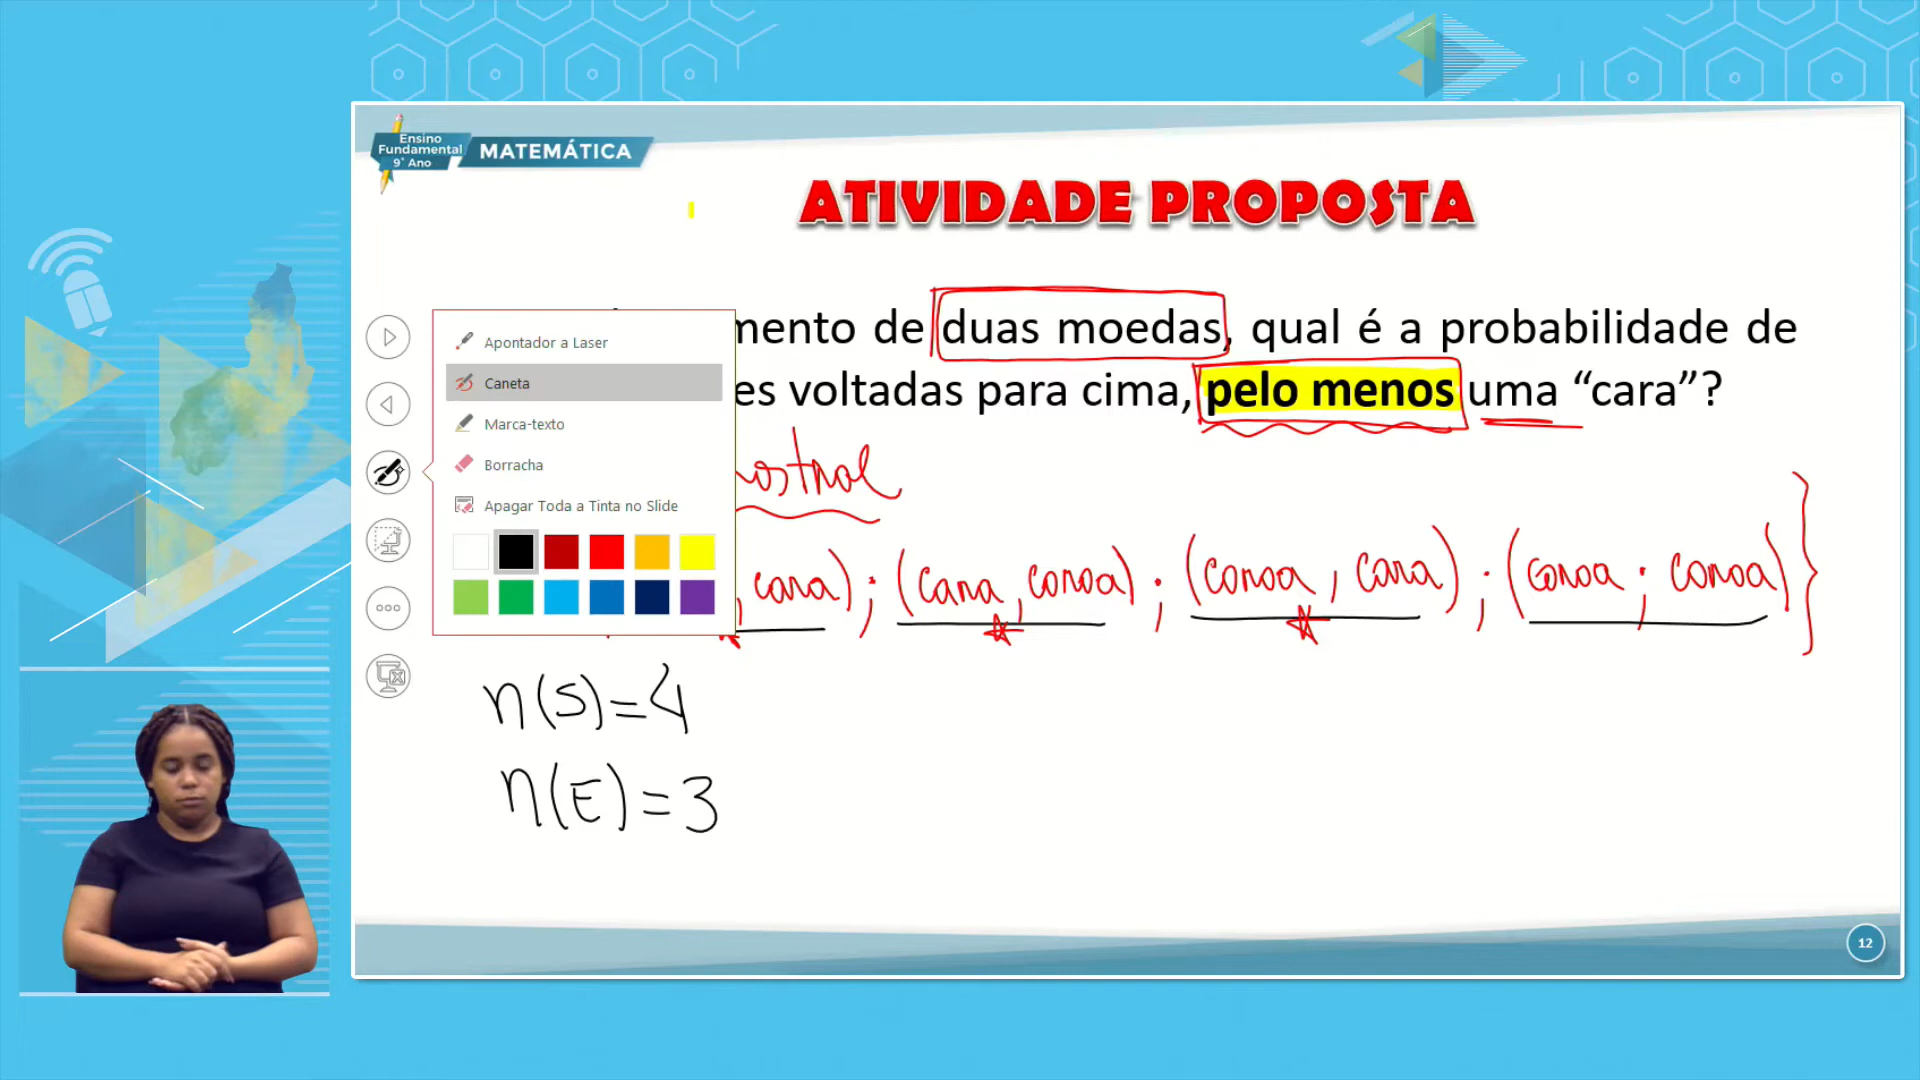 Ensino
Fundamental
9° Ano
MATEMÁTICA
ATIVIDADE PROPOSTA
mento de duas moedas, qual é a probabilidade de
es voltadas para cima, pelo menos uma “cara”?
Apontador a Laser
Caneta
Marca-texto
Borracha
Apagar Toda a Tinta no Slide
ostral
, cara) ; (cara, coroa) ; (coroa, cara) ; (coroa ; coroa) }
n(S) = 4
n(E) = 3
12